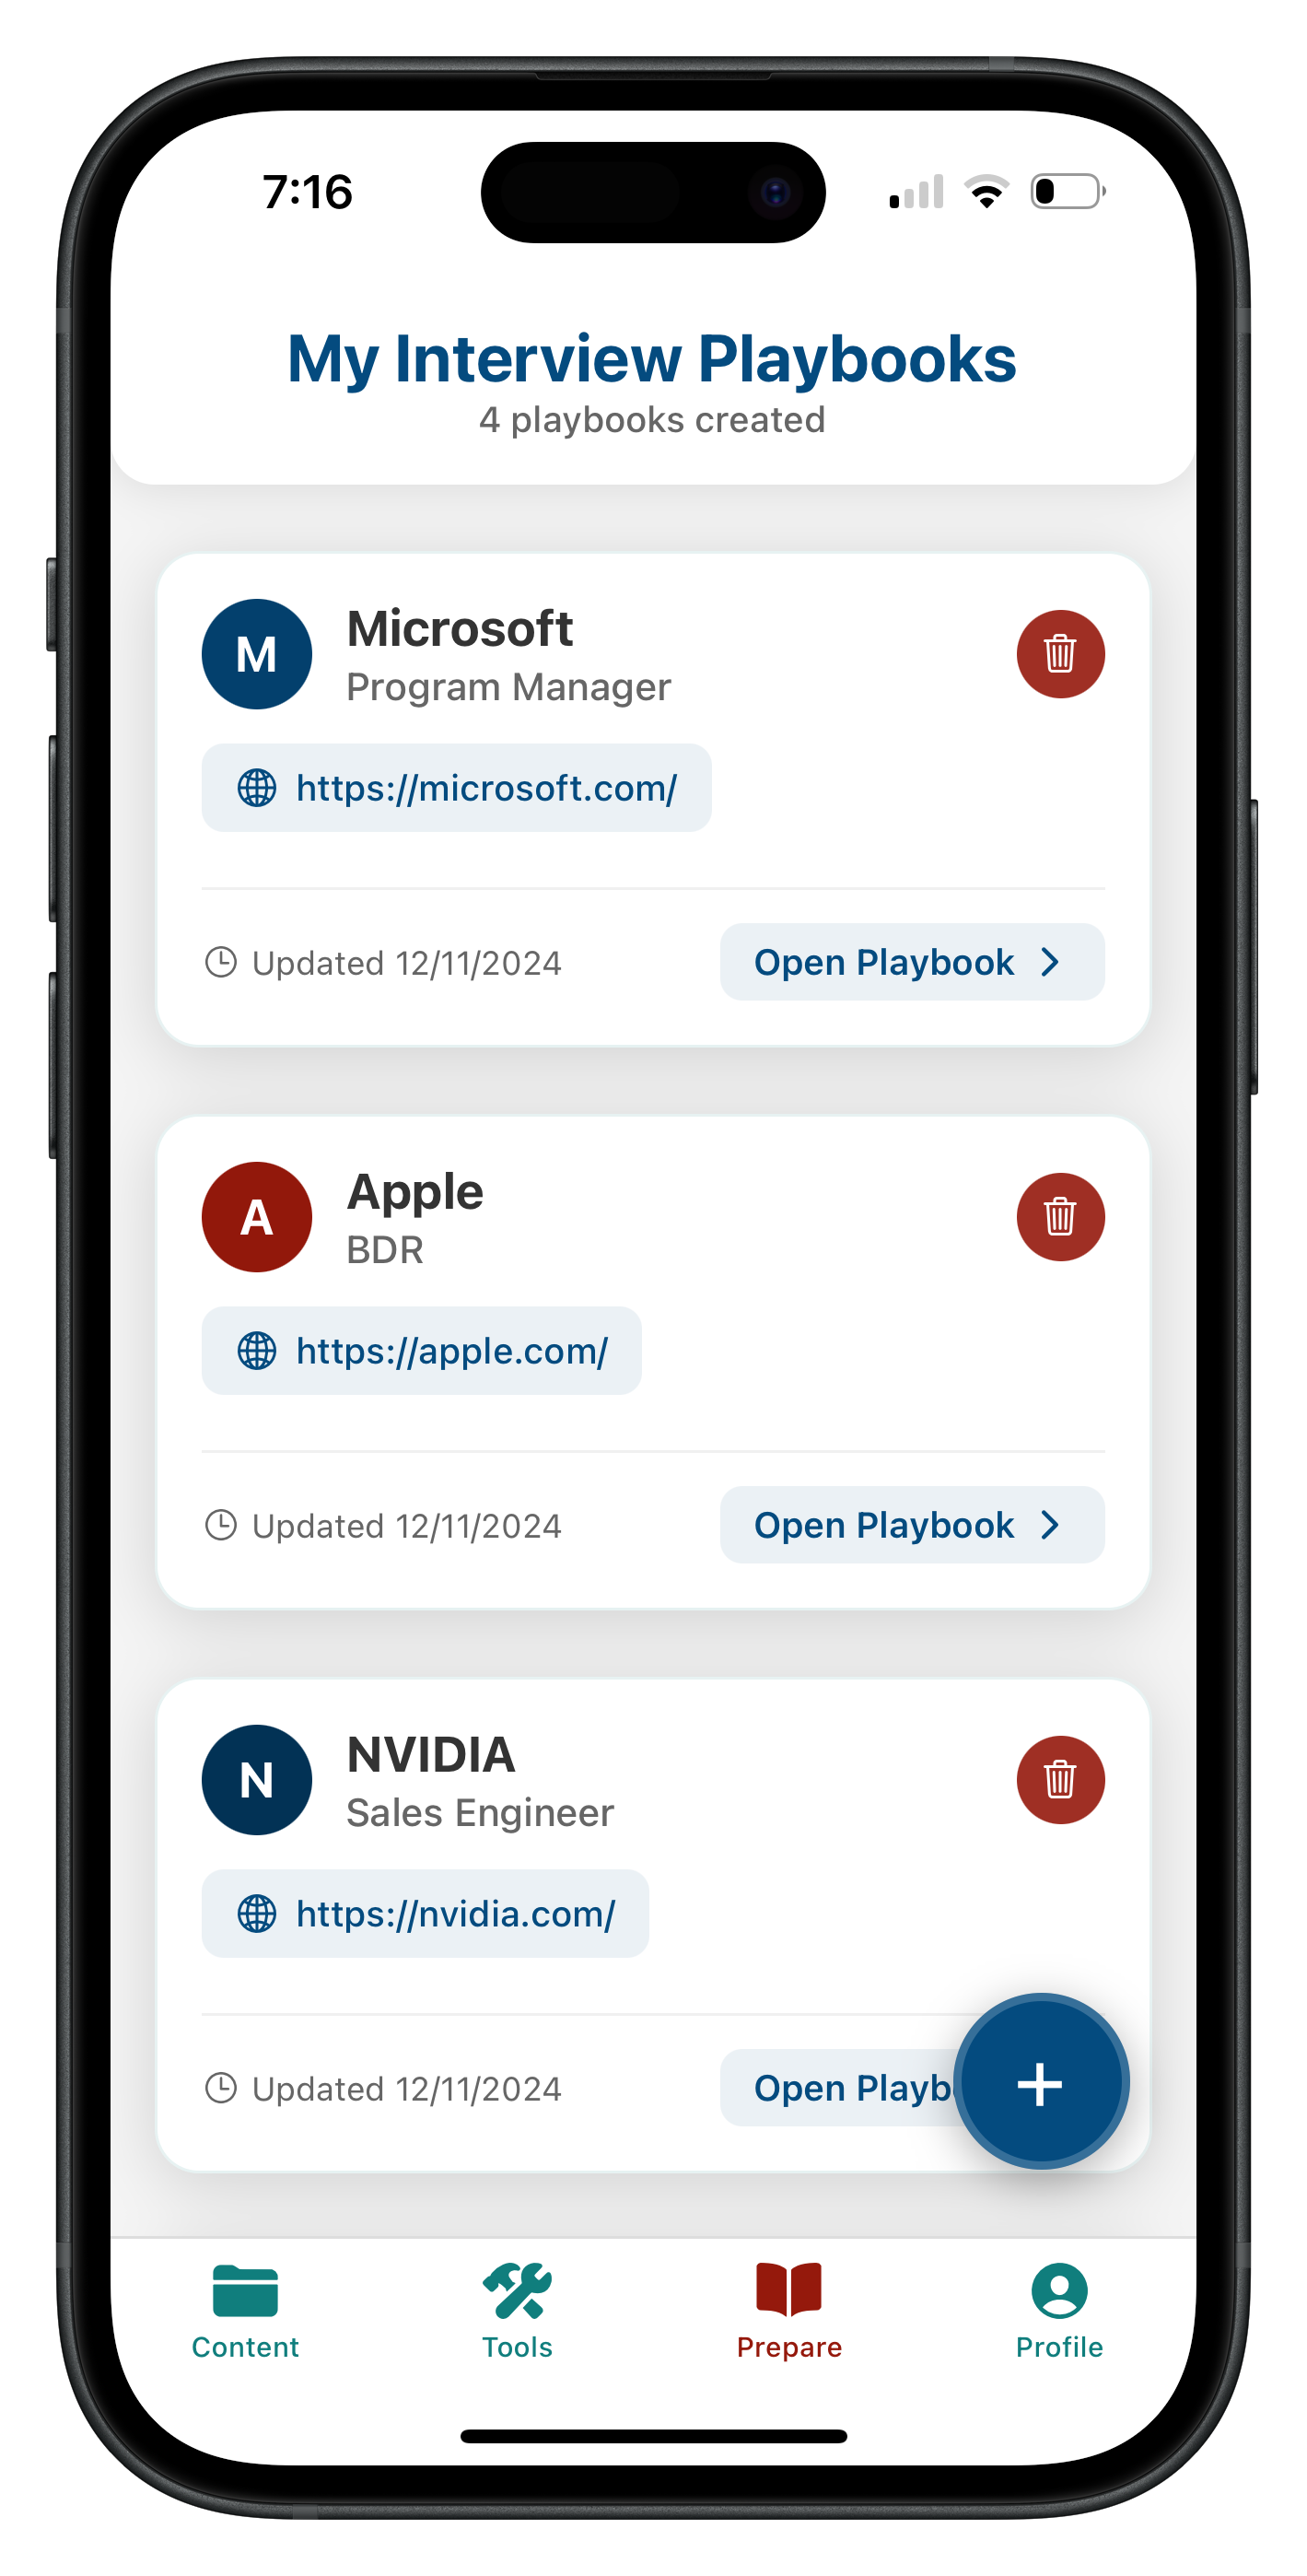 7:16
My Interview Playbooks
4 playbooks created
M
Microsoft
Program Manager
https://microsoft.com/
Updated 12/11/2024
Open Playbook
A
Apple
BDR
https://apple.com/
Updated 12/11/2024
Open Playbook
N
NVIDIA
Sales Engineer
https://nvidia.com/
Updated 12/11/2024
Open Playb
+
Content
Tools
Prepare
Profile